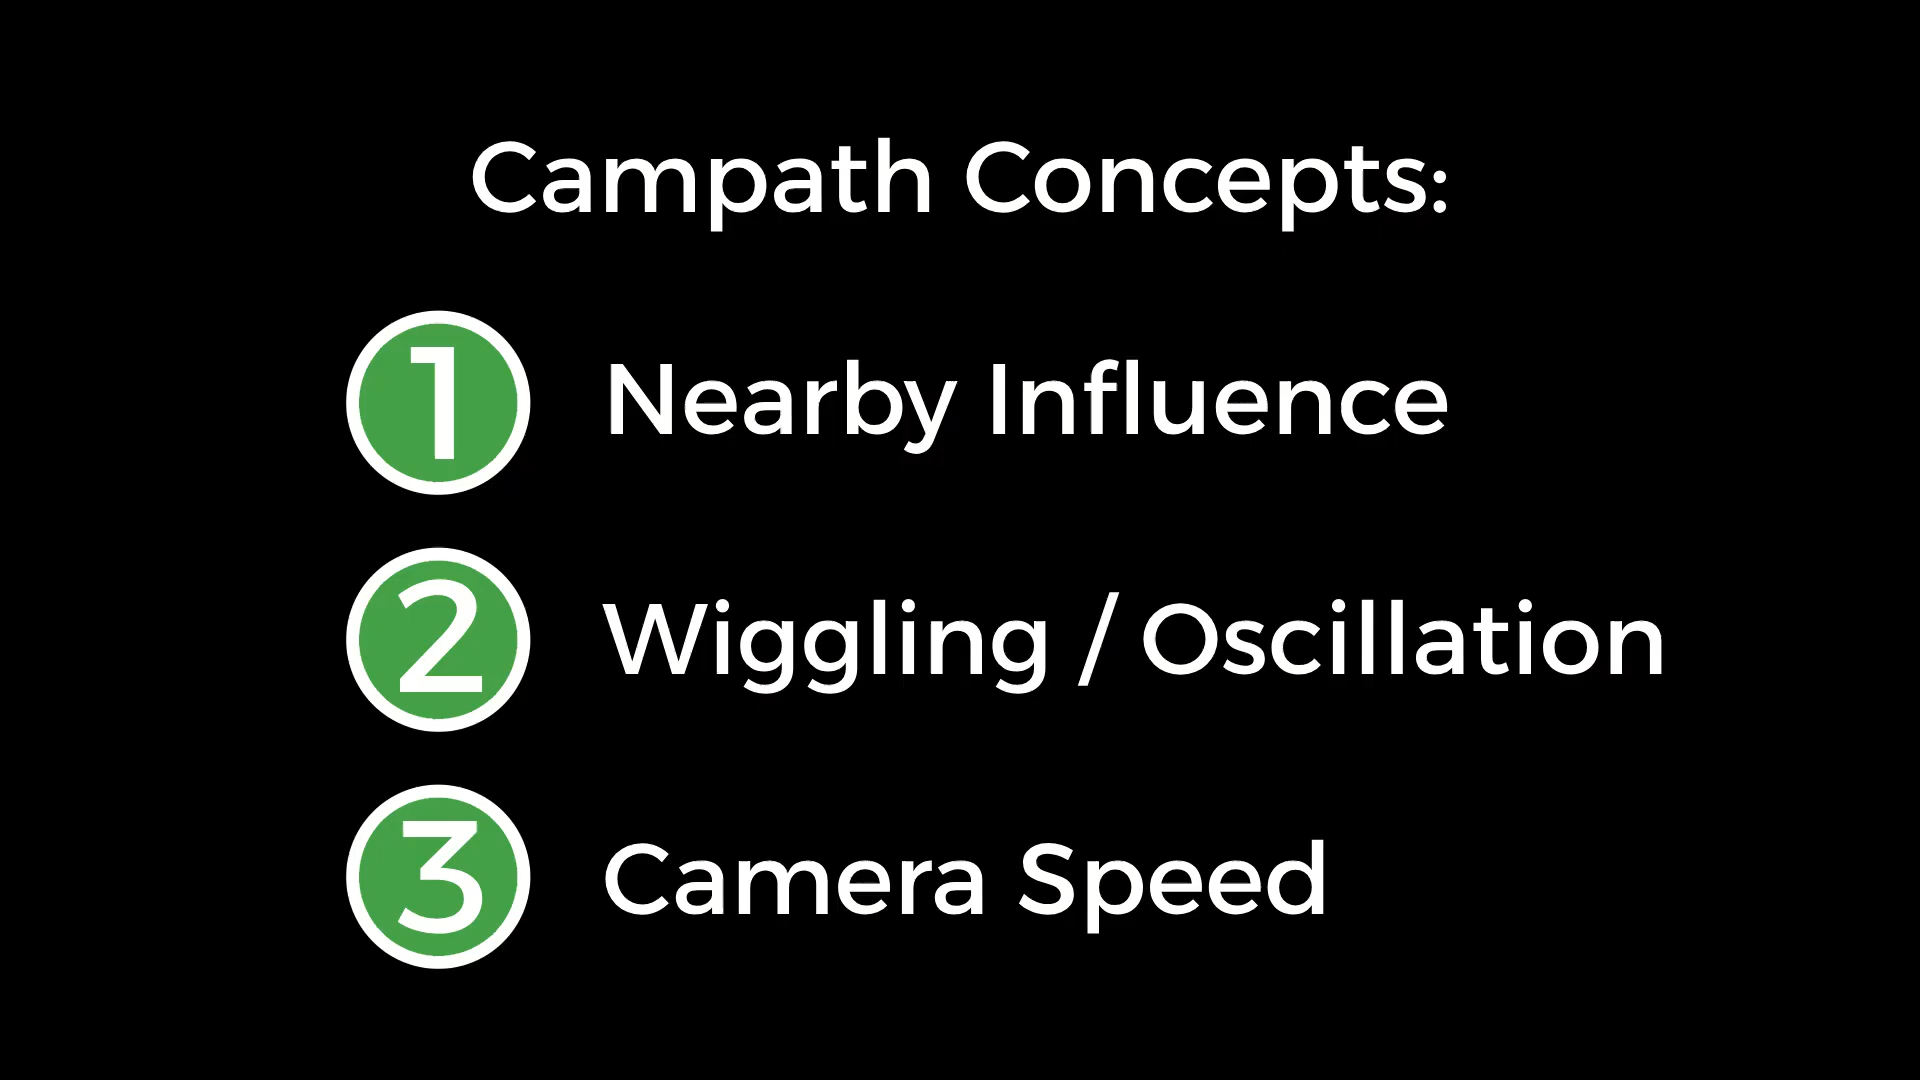 Campath Concepts:
1 Nearby Influence
2 Wiggling / Oscillation
3 Camera Speed